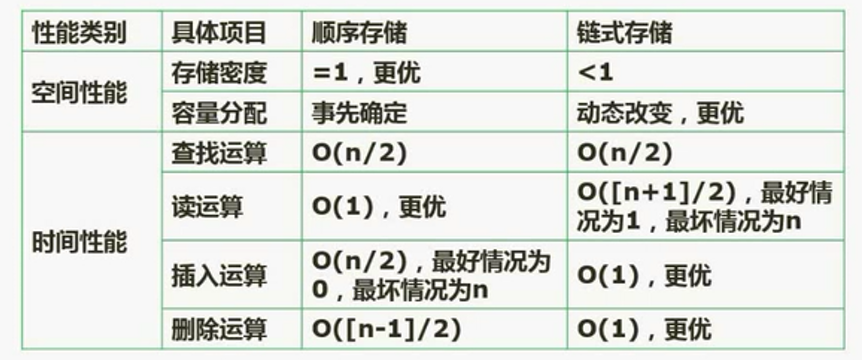 性能类别 具体项目 顺序存储 链式存储
空间性能
存储密度 =1，更优 <1
容量分配 事先确定 动态改变，更优
时间性能
查找运算 O(n/2) O(n/2)
读运算 O(1)，更优 O([n+1]/2)，最好情
况为1，最坏情况为n
插入运算 O(n/2)，最好情况为
0，最坏情况为n O(1)，更优
删除运算 O([n-1]/2) O(1)，更优